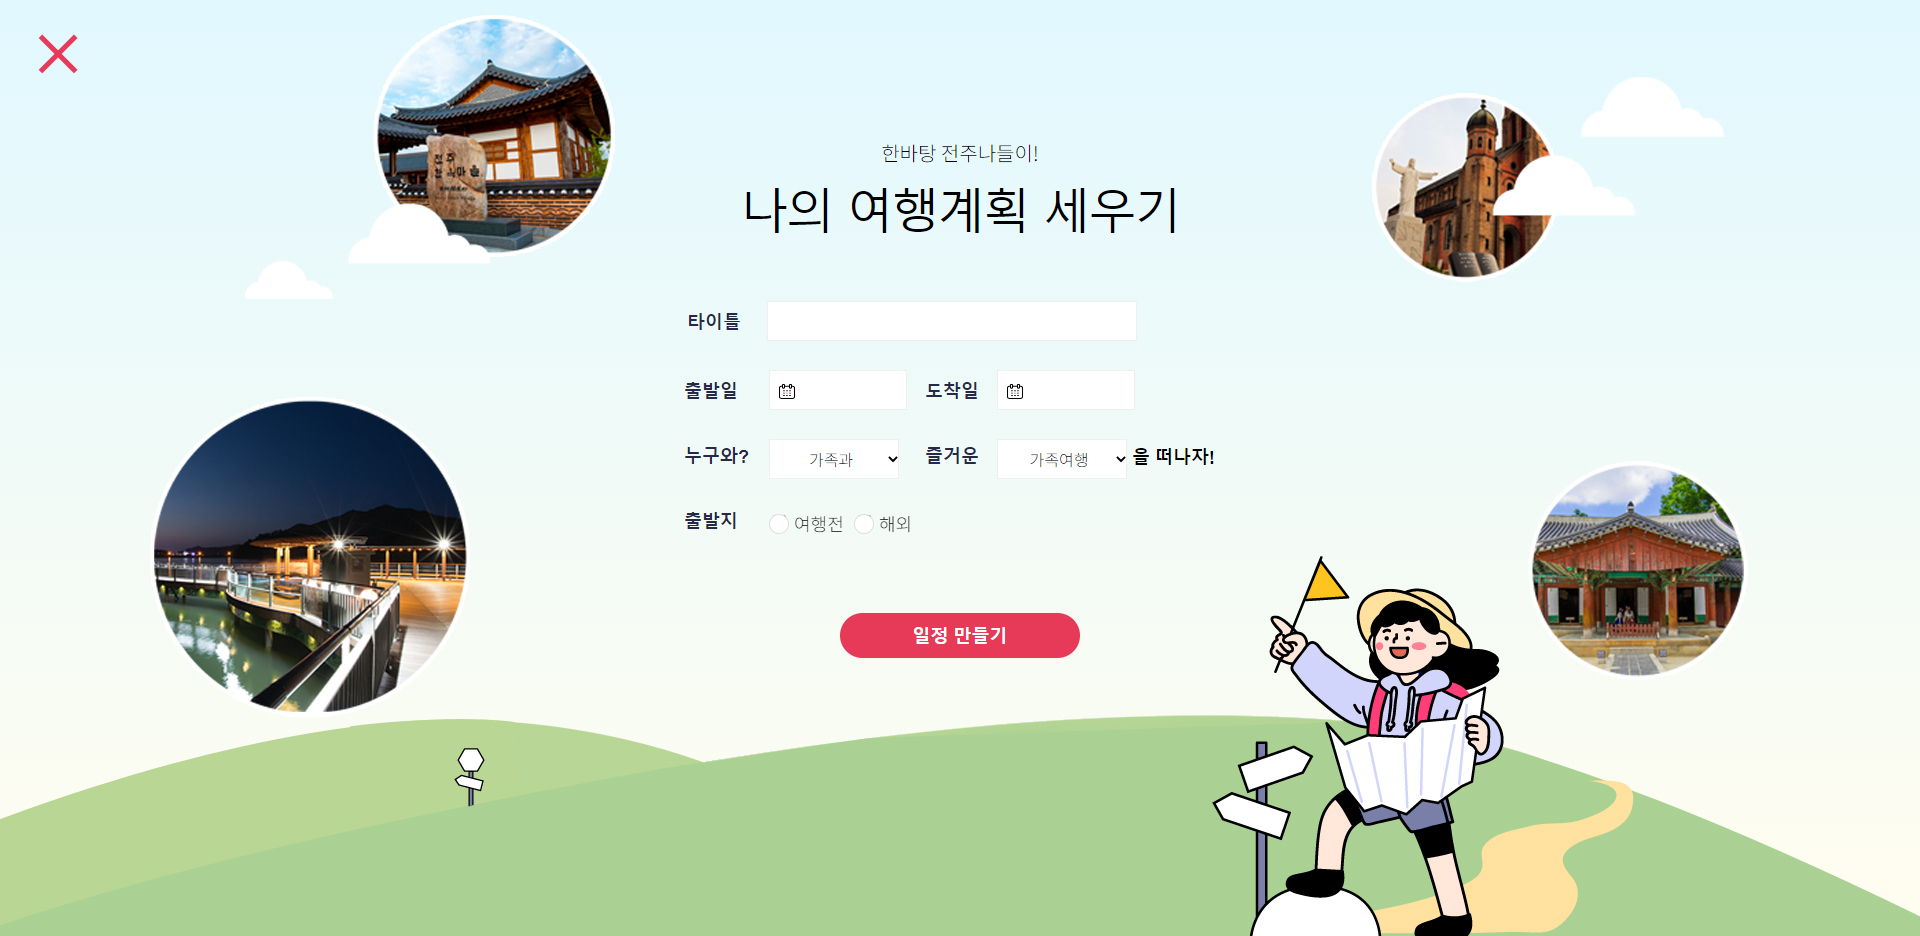 한바탕 전주나들이!
나의 여행계획 세우기
타이틀
출발일 도착일
누구와? 가족과 즐거운 가족여행 을 떠나자!
출발지 여행전 해외
일정 만들기
전주